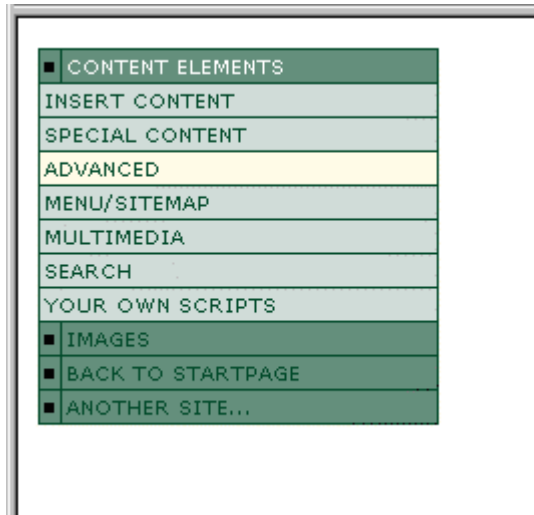 CONTENT ELEMENTS
INSERT CONTENT
SPECIAL CONTENT
ADVANCED
MENU/SITEMAP
MULTIMEDIA
SEARCH
YOUR OWN SCRIPTS
IMAGES
BACK TO STARTPAGE
ANOTHER SITE...